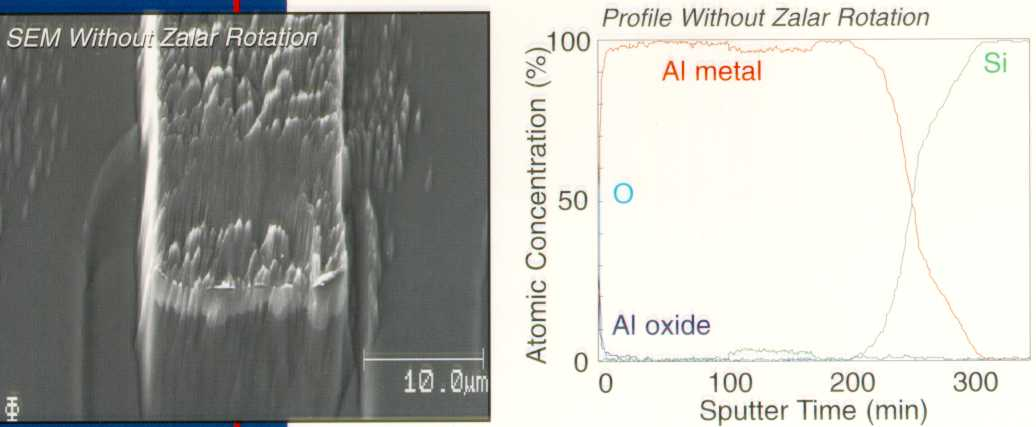 SEM Without Zalar Rotation
10.0μm
Φ
Profile Without Zalar Rotation
Atomic Concentration (%)
100
50
0
Al metal
Si
O
Al oxide
0 100 200 300
Sputter Time (min)